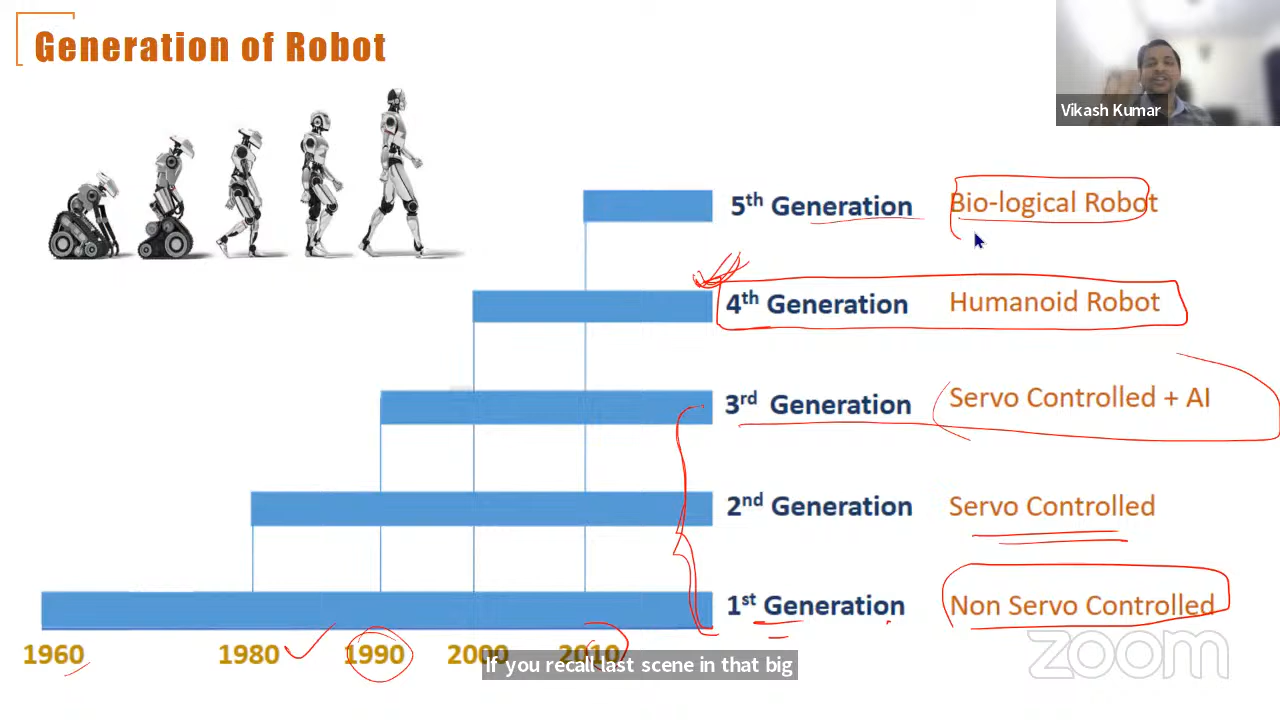 Generation of Robot
Vikash Kumar
5th Generation Bio-logical Robot
4th Generation Humanoid Robot
3rd Generation Servo Controlled + AI
2nd Generation Servo Controlled
1st Generation Non Servo Controlled
1960 1980 1990 2000 2010
If you recall last scene in that big
zoom